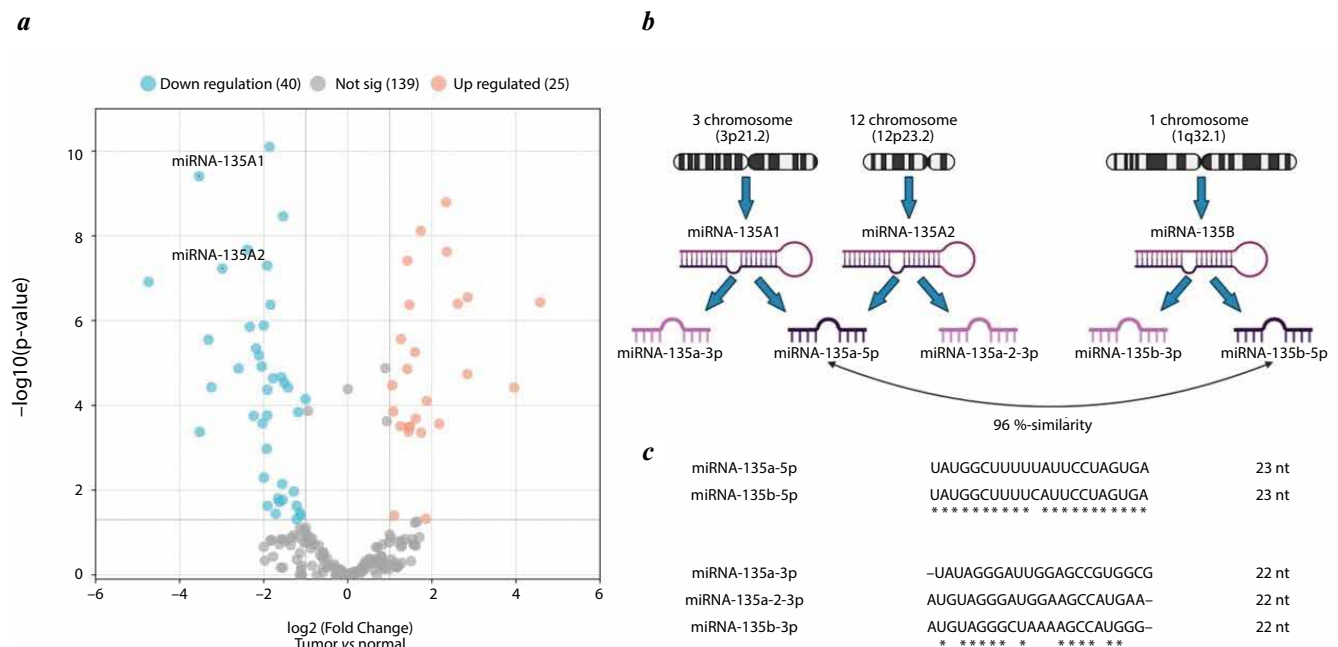 a
Down regulation (40) Not sig (139) Up regulated (25)
10
8
6
4
2
0
–log10(p-value)
miRNA-135A1
miRNA-135A2
–6 –4 –2 0 2 4 6
log2 (Fold Change)
Tumor vs normal
b
3 chromosome
(3p21.2)
12 chromosome
(12p23.2)
1 chromosome
(1q32.1)
miRNA-135A1
miRNA-135A2
miRNA-135B
miRNA-135a-3p
miRNA-135a-5p
miRNA-135a-2-3p
miRNA-135b-3p
miRNA-135b-5p
96 %-similarity
c
miRNA-135a-5p UAUGGCUUUUUAUUCCUAGUGA 23 nt
miRNA-135b-5p UAUGGCUUUUCAUUCCUAGUGA 23 nt
* * * * * * * * * * * * * * * * * * * * *
miRNA-135a-3p –UAUAGGGAUUGGAGCCGUGGCG 22 nt
miRNA-135a-2-3p AUGUAGGGAUGGAAGCCAUGAA– 22 nt
miRNA-135b-3p AUGUAGGGCUAAAAGCCAUGGG– 22 nt
* * * * * * * * * * * * *